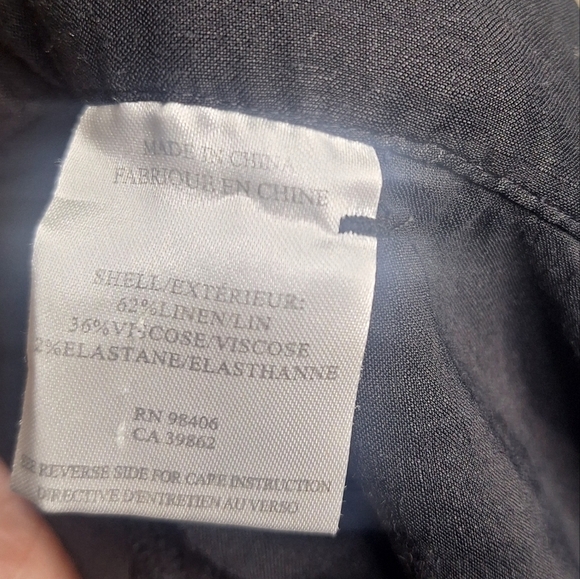 MADE IN CHINA
FABRIQUE EN CHINE
SHELL/EXTÉRIEUR:
62%LINEN/LIN
36%VISCOSE/VISCOSE
2%ELASTANE/ELASTHANNE
RN 98406
CA 39862
REVERSE SIDE FOR CARE INSTRUCTION
DIRECTIVE D'ENTRETIEN AU VERSO